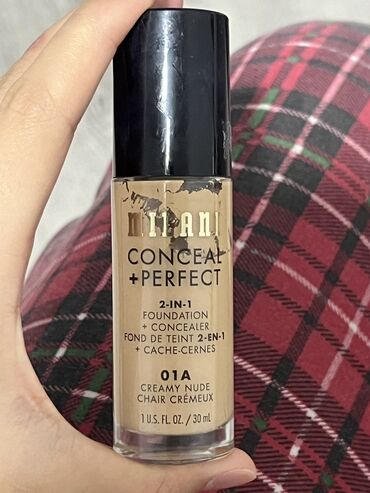 MILANI
CONCEAL
+PERFECT
2-IN-1
FOUNDATION
+ CONCEALER
FOND DE TEINT 2-EN-1
+ CACHE-CERNES
01A
CREAMY NUDE
CHAIR CRÉMEUX
1 U.S. FL. OZ. / 30 mL